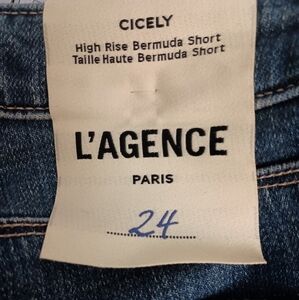 CICELY
High Rise Bermuda Short
Taille Haute Bermuda Short
L'AGENCE
PARIS
24